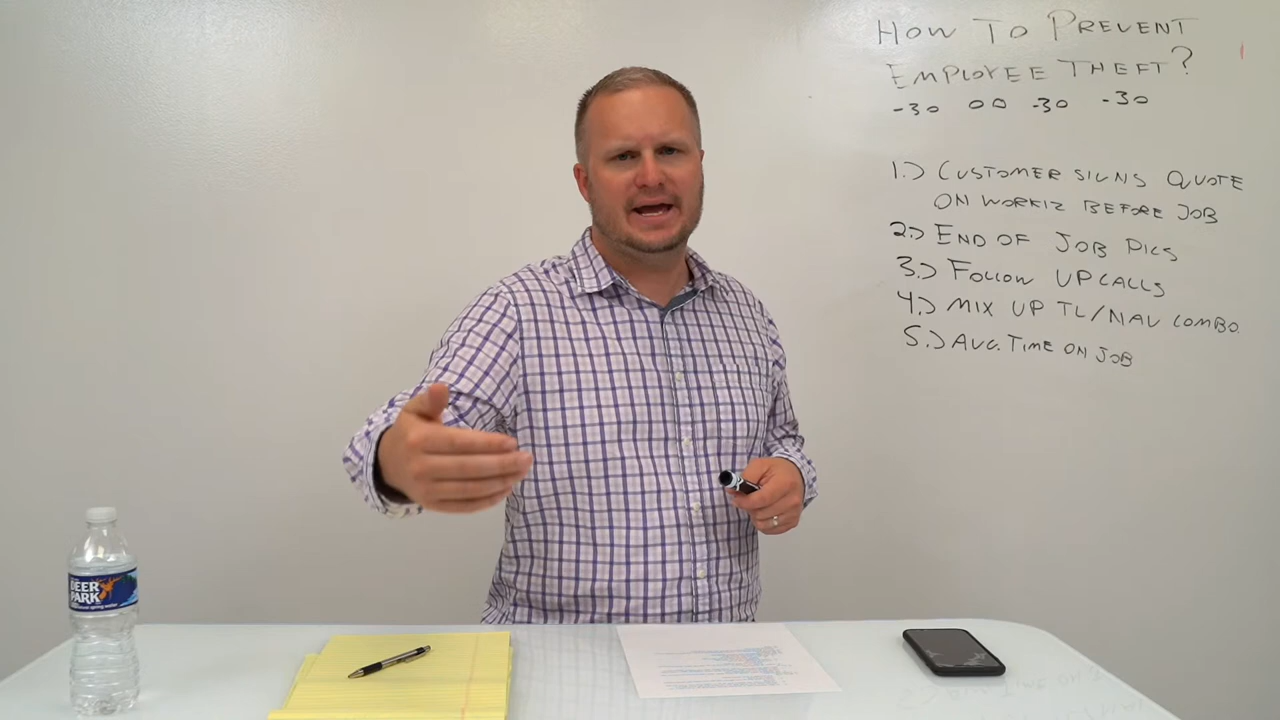 HOW TO PREVENT
EMPLOYEE THEFT?
-30 00 -30 -30
1.) CUSTOMER SIGNS QUOTE
ON WORKIZ BEFORE JOB
2.) END OF JOB PICS
3.) FOLLOW UP CALLS
4.) MIX UP TL/NAV COMBO.
5.) AVG. TIME ON JOB
DEER
PARK